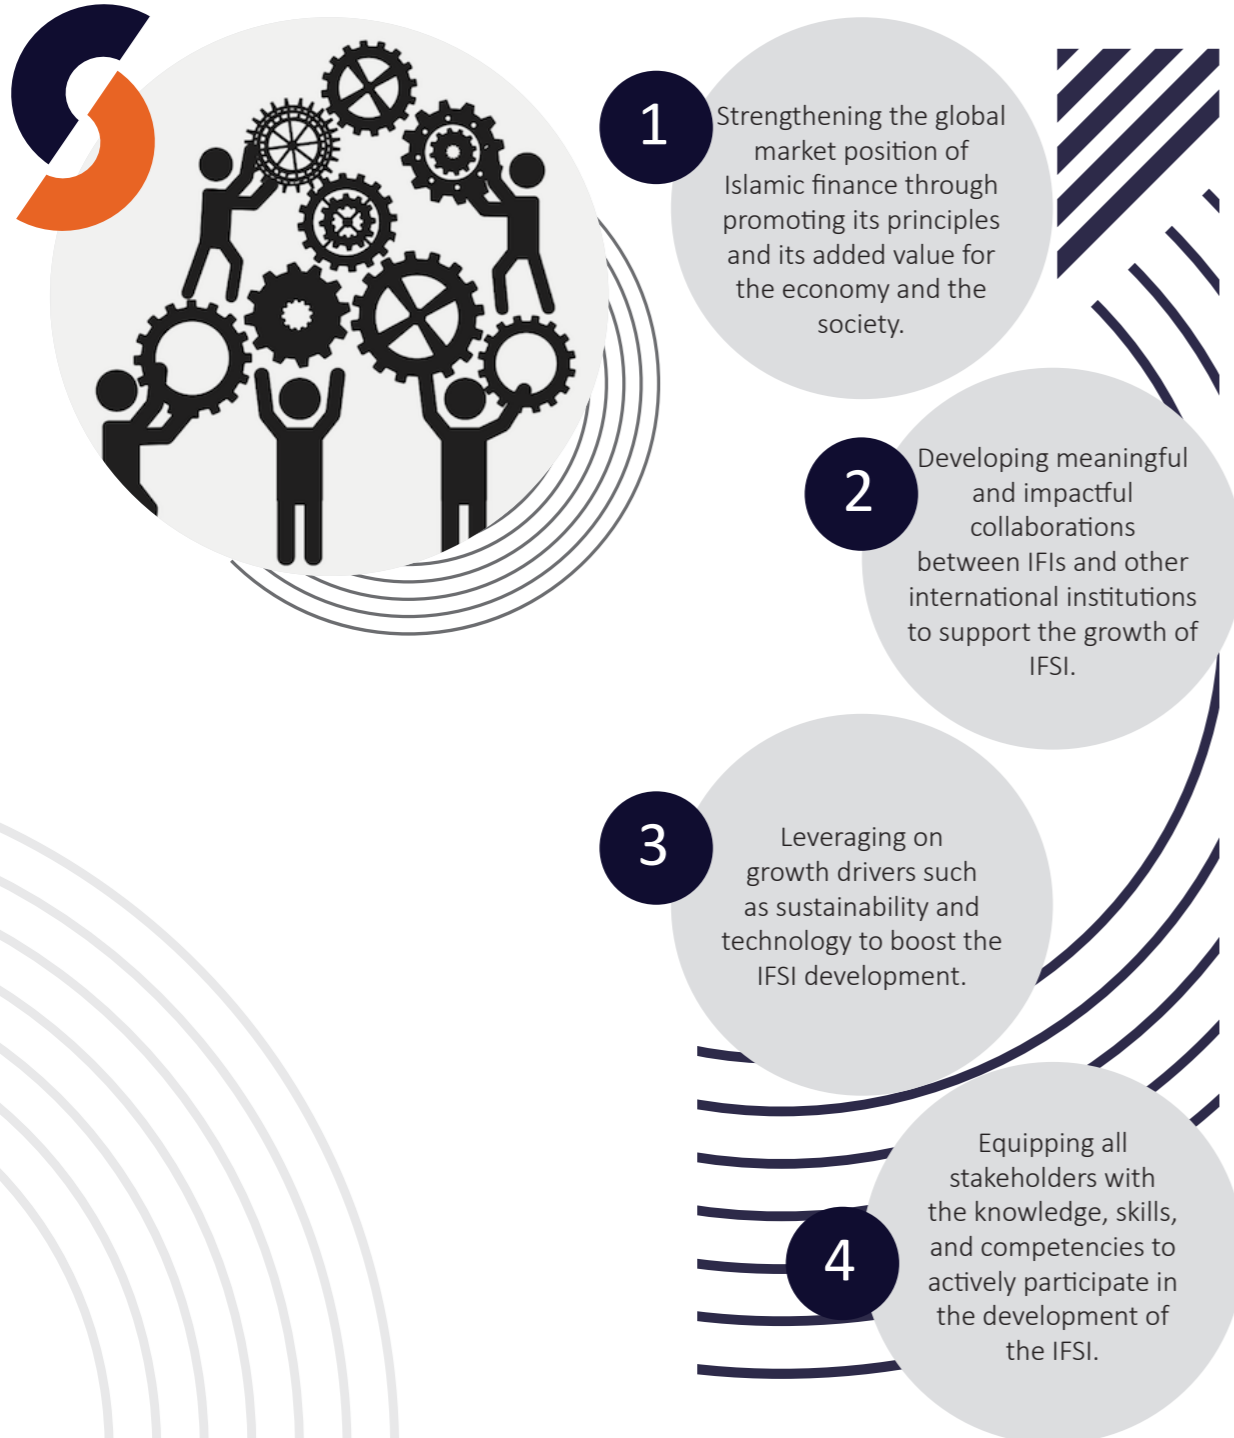 1
Strengthening the global
market position of
Islamic finance through
promoting its principles
and its added value for
the economy and the
society.
2
Developing meaningful
and impactful
collaborations
between IFIs and other
international institutions
to support the growth of
IFSI.
3
Leveraging on
growth drivers such
as sustainability and
technology to boost the
IFSI development.
4
Equipping all
stakeholders with
the knowledge, skills,
and competencies to
actively participate in
the development of
the IFSI.